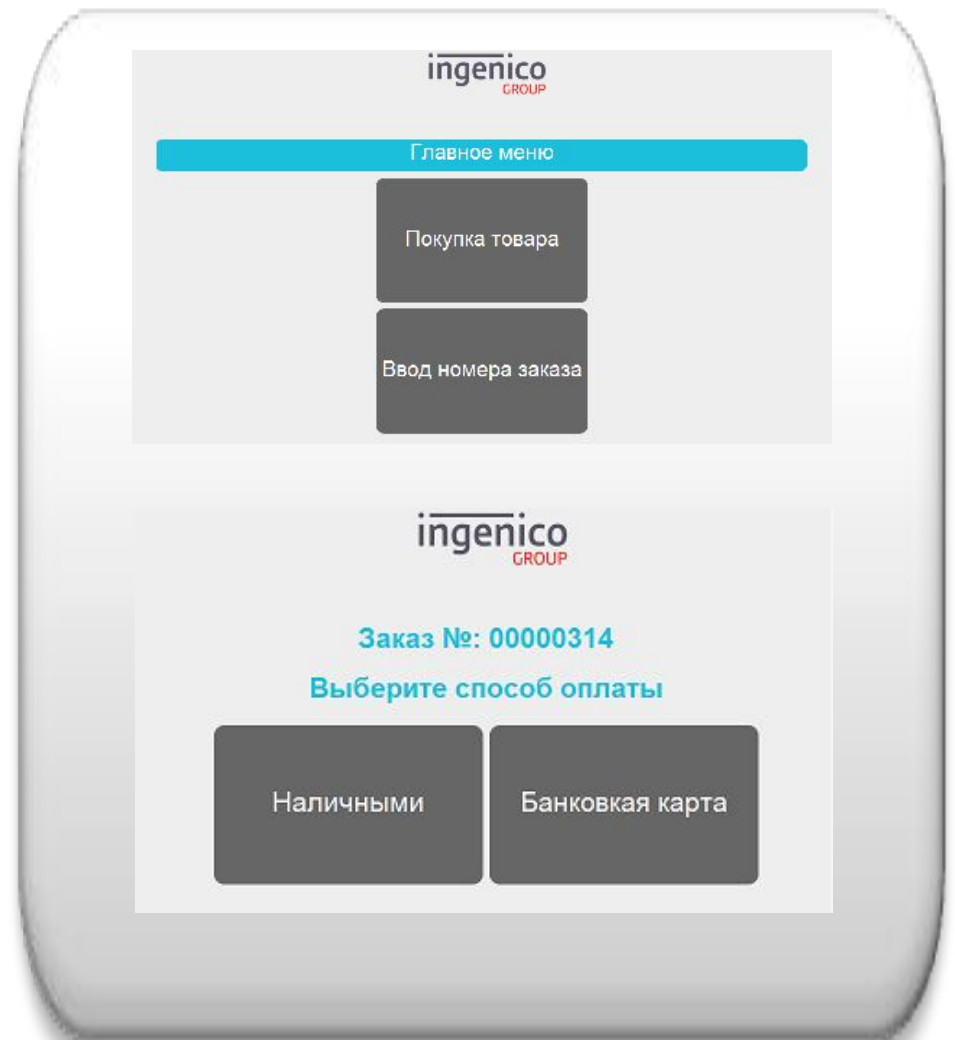 ingenico
GROUP
Главное меню
Покупка товара
Ввод номера заказа
ingenico
GROUP
Заказ №: 00000314
Выберите способ оплаты
Наличными
Банковкая карта